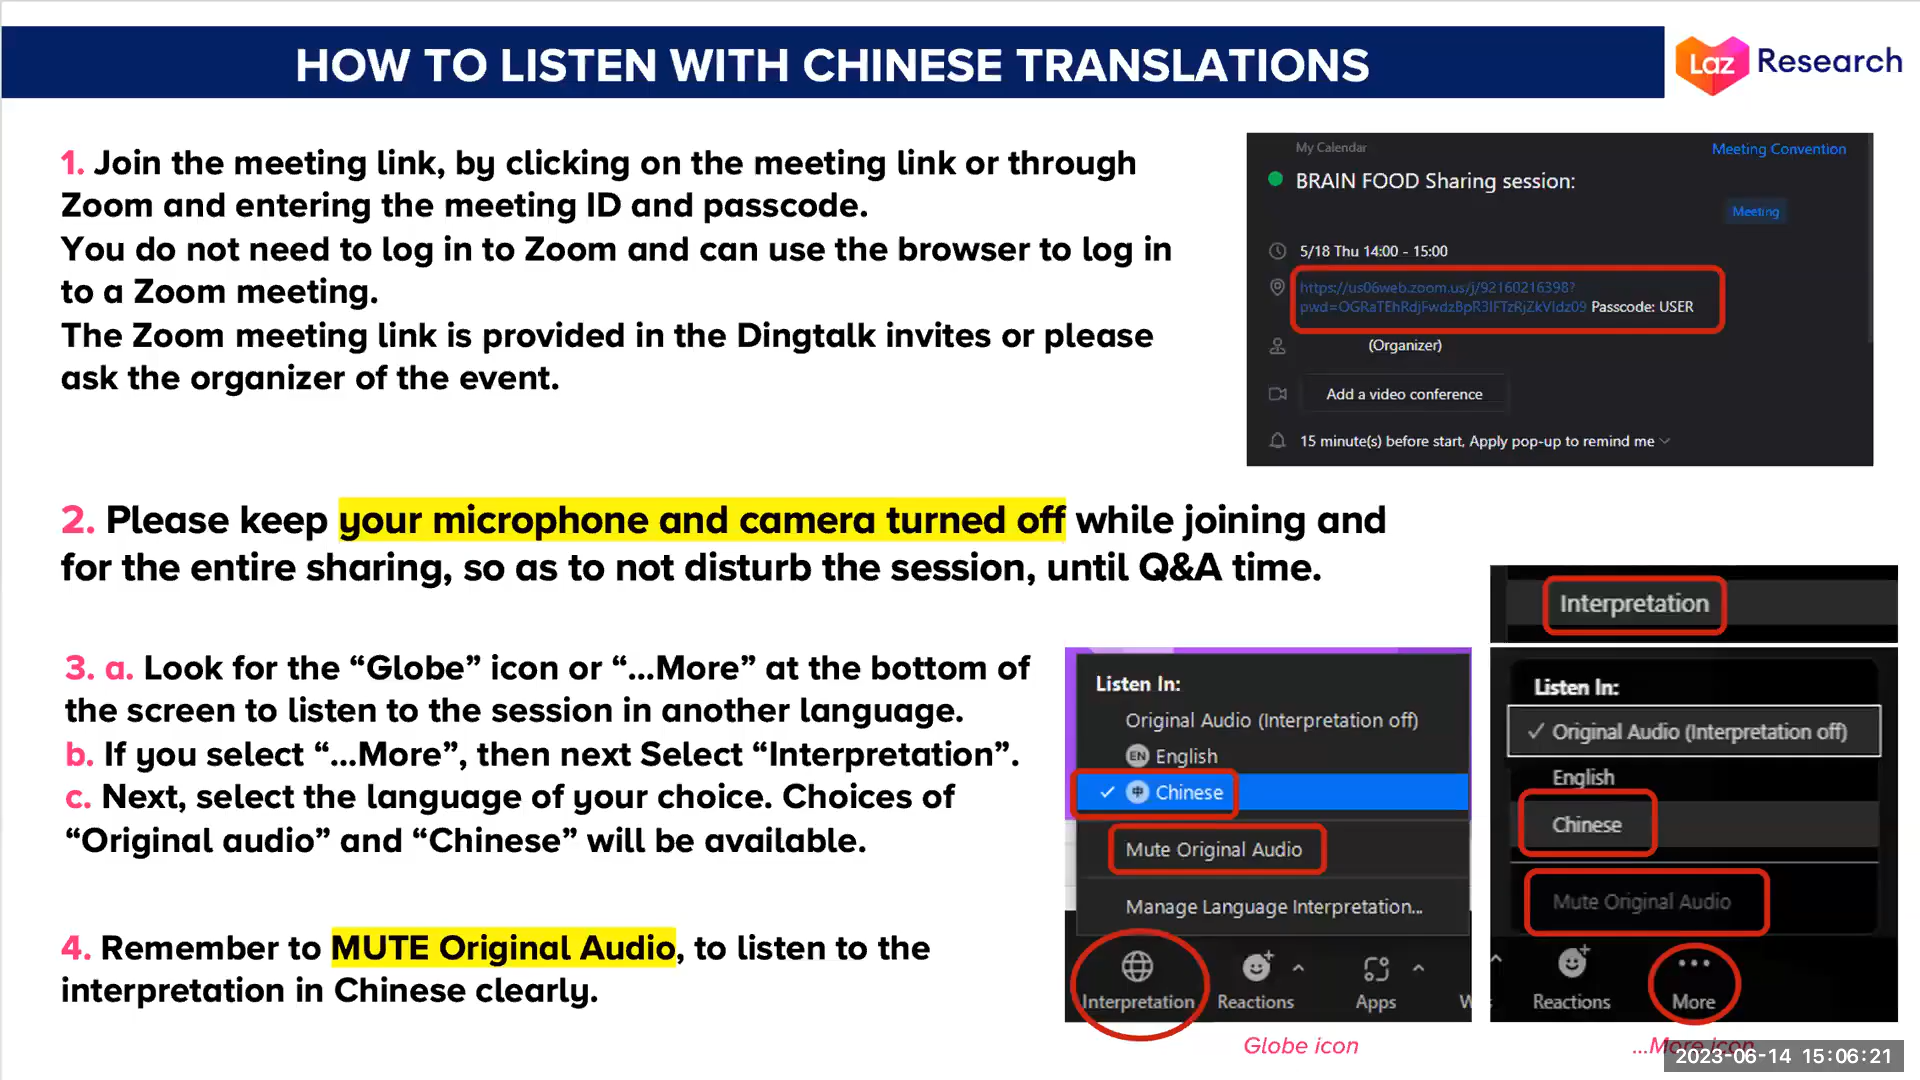 HOW TO LISTEN WITH CHINESE TRANSLATIONS
Laz Research
1. Join the meeting link, by clicking on the meeting link or through
Zoom and entering the meeting ID and passcode.
You do not need to log in to Zoom and can use the browser to log in
to a Zoom meeting.
The Zoom meeting link is provided in the Dingtalk invites or please
ask the organizer of the event.
My Calendar
Meeting Convention
BRAIN FOOD Sharing session:
Meeting
5/18 Thu 14:00 - 15:00
https://us06web.zoom.us/j/92160216398?
Passcode: USER
(Organizer)
Add a video conference
15 minute(s) before start, Apply pop-up to remind me
2. Please keep your microphone and camera turned off while joining and
for the entire sharing, so as to not disturb the session, until Q&A time.
3. a. Look for the “Globe” icon or “...More” at the bottom of
the screen to listen to the session in another language.
b. If you select “...More”, then next Select “Interpretation”.
c. Next, select the language of your choice. Choices of
“Original audio” and “Chinese” will be available.
4. Remember to MUTE Original Audio, to listen to the
interpretation in Chinese clearly.
Listen In:
Original Audio (Interpretation off)
EN English
中 Chinese
Mute Original Audio
Manage Language Interpretation...
Interpretation
Reactions
Apps
Globe icon
Interpretation
Listen In:
Original Audio (Interpretation off)
English
Chinese
Mute Original Audio
Reactions
More
...More icon
2023-06-14 15:06:21